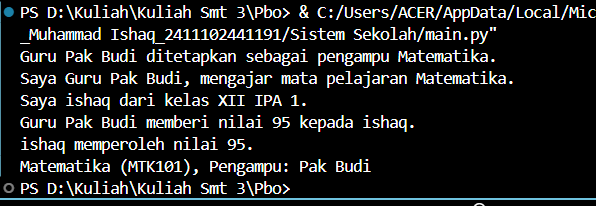 PS D:\Kuliah\Kuliah Smt 3\Pbo> & C:/Users/ACER/AppData/Local/Mic
_Muhammad Ishaq_2411102441191/Sistem Sekolah/main.py"
Guru Pak Budi ditetapkan sebagai pengampu Matematika.
Saya Guru Pak Budi, mengajar mata pelajaran Matematika.
Saya ishaq dari kelas XII IPA 1.
Guru Pak Budi memberi nilai 95 kepada ishaq.
ishaq memperoleh nilai 95.
Matematika (MTK101), Pengampu: Pak Budi
PS D:\Kuliah\Kuliah Smt 3\Pbo>